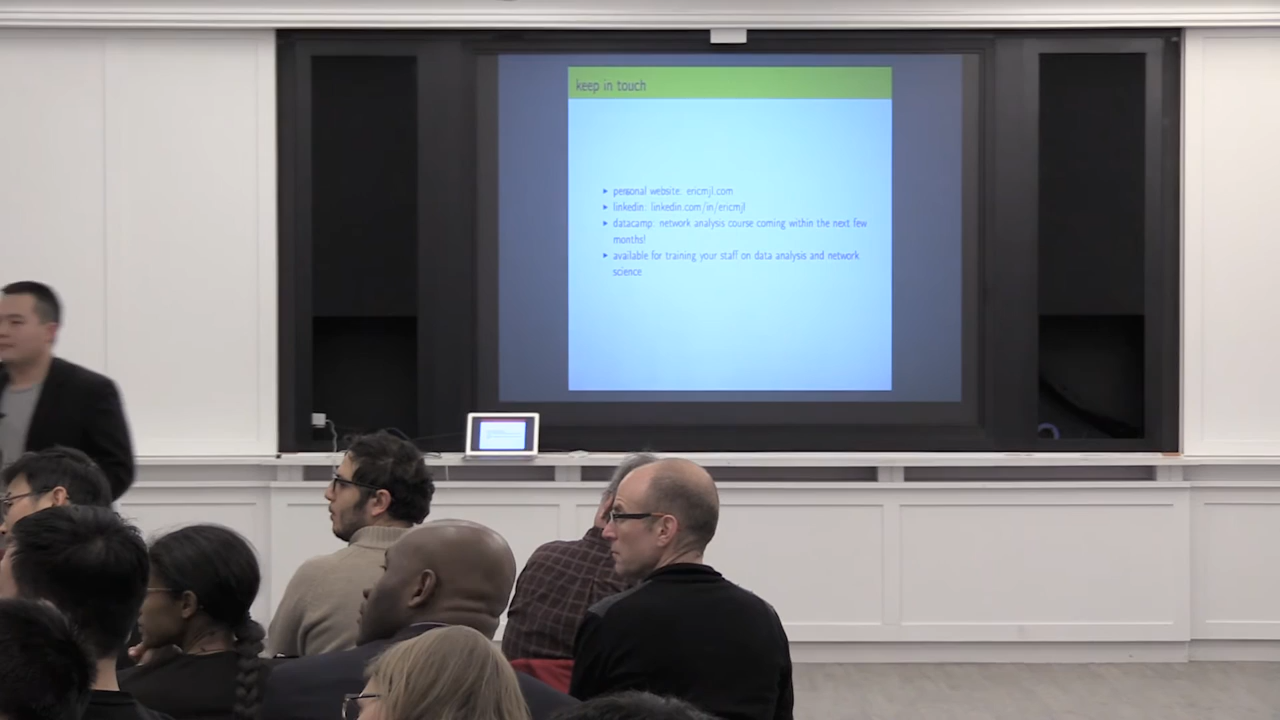 keep in touch
▸ personal website: ericmjl.com
▸ linkedin: linkedin.com/in/ericmjl
▸ datacamp: network analysis course coming within the next few
months!
▸ available for training your staff on data analysis and network
science